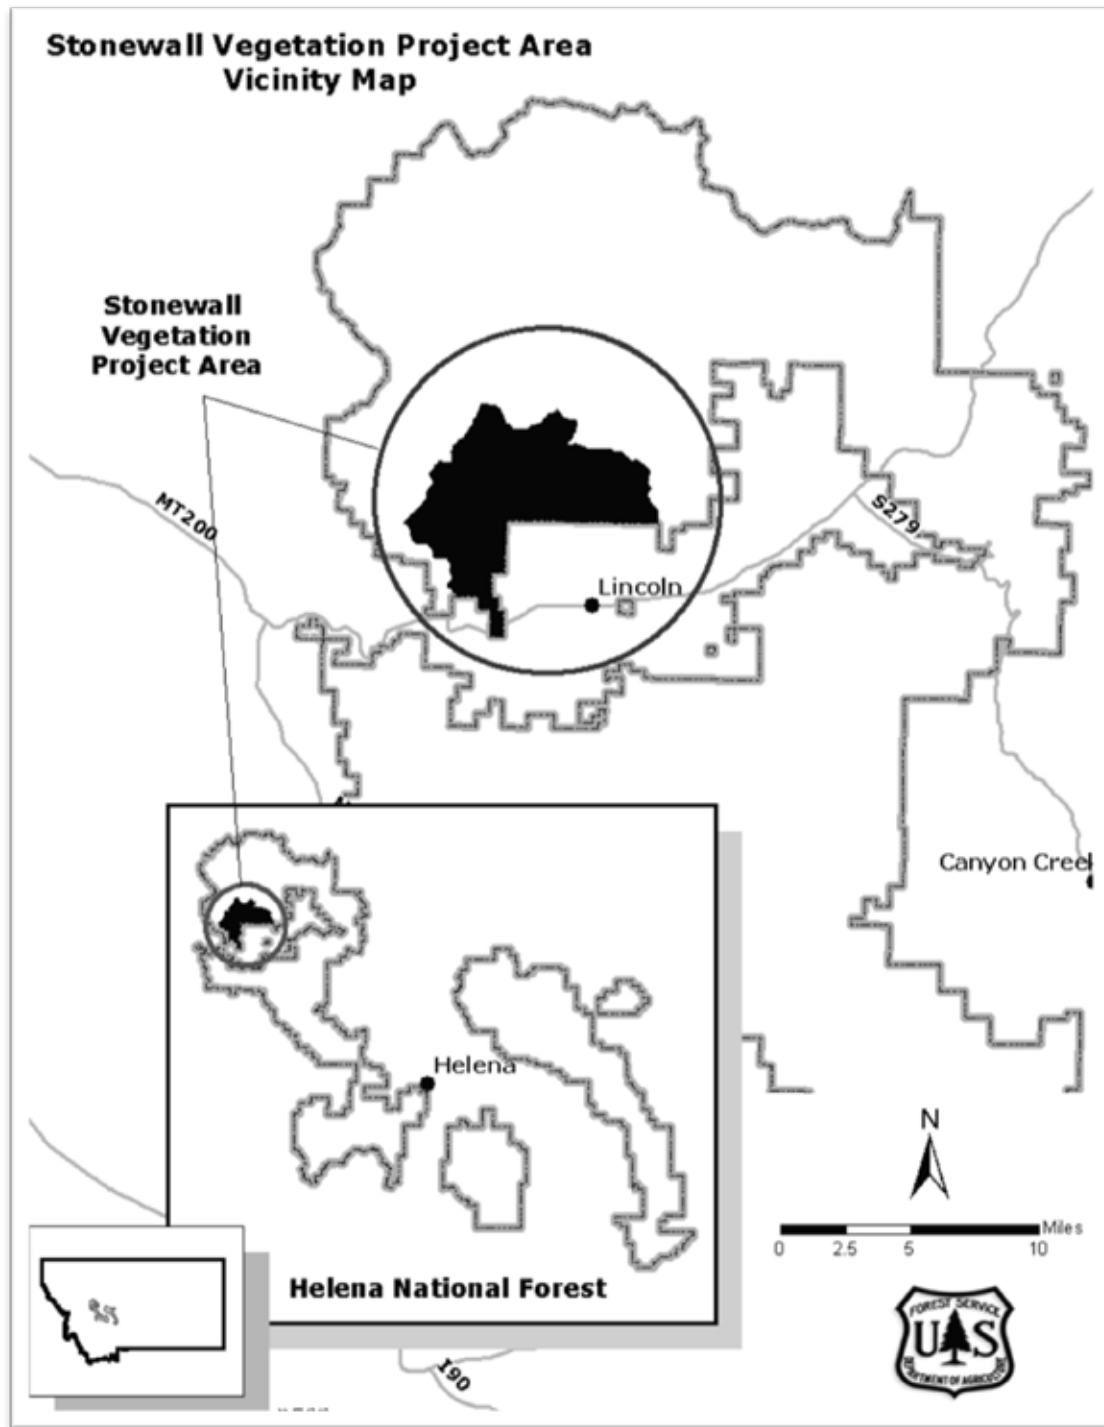 Stonewall Vegetation Project Area
Vicinity Map
Stonewall
Vegetation
Project Area
MT200
S279
Lincoln
Canyon Creek
Helena
N
Miles
0 2.5 5 10
Helena National Forest
I90
FOREST SERVICE
U S
DEPARTMENT OF AGRICULTURE